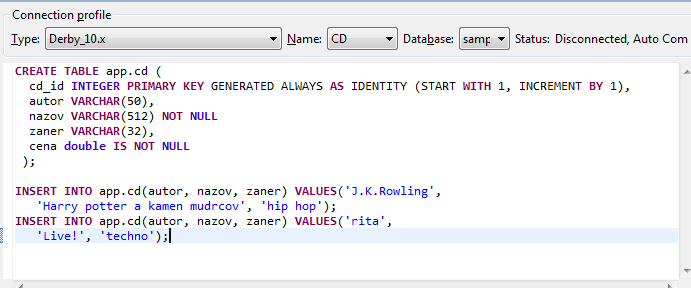 Connection profile
Type: Derby_10.x Name: CD Database: samp Status: Disconnected, Auto Com
CREATE TABLE app.cd (
cd_id INTEGER PRIMARY KEY GENERATED ALWAYS AS IDENTITY (START WITH 1, INCREMENT BY 1),
autor VARCHAR(50),
nazov VARCHAR(512) NOT NULL
zaner VARCHAR(32),
cena double IS NOT NULL
);
INSERT INTO app.cd(autor, nazov, zaner) VALUES('J.K.Rowling',
'Harry potter a kamen mudrcov', 'hip hop');
INSERT INTO app.cd(autor, nazov, zaner) VALUES('rita',
'Live!', 'techno');